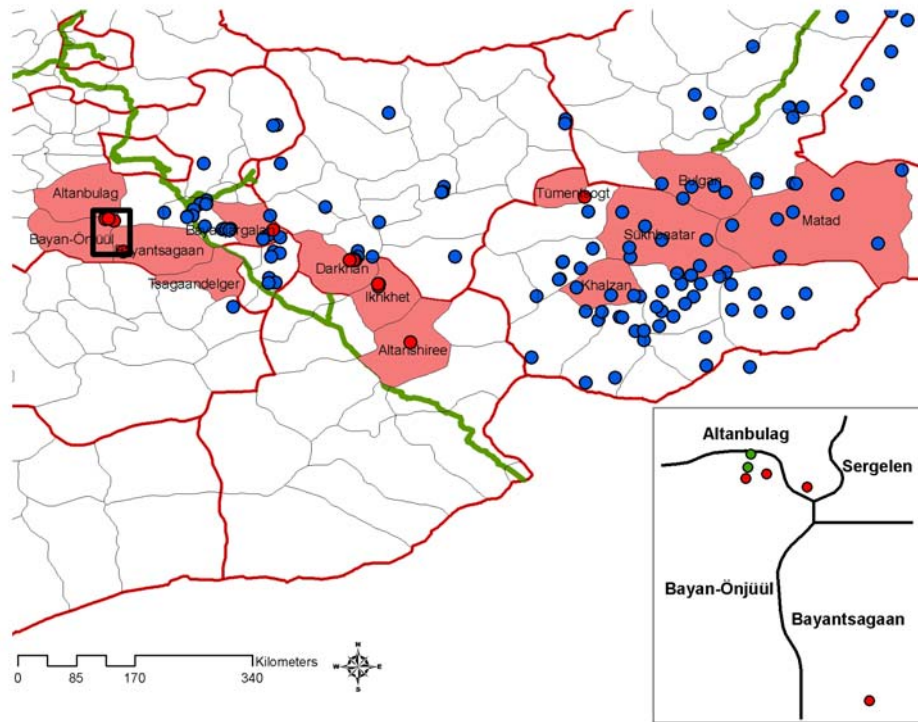 Altanbulag
Bayan-Önjüül
Bayantsagaan
Tsagaandelger
Darkhan
Ikhkhet
Altanshiree
Tümentsogt
Bulgan
Sükhbaatar
Matad
Khalzan
Altanbulag
Sergelen
Bayan-Önjüül
Bayantsagaan
Kilometers
0 85 170 340
N
W E
S